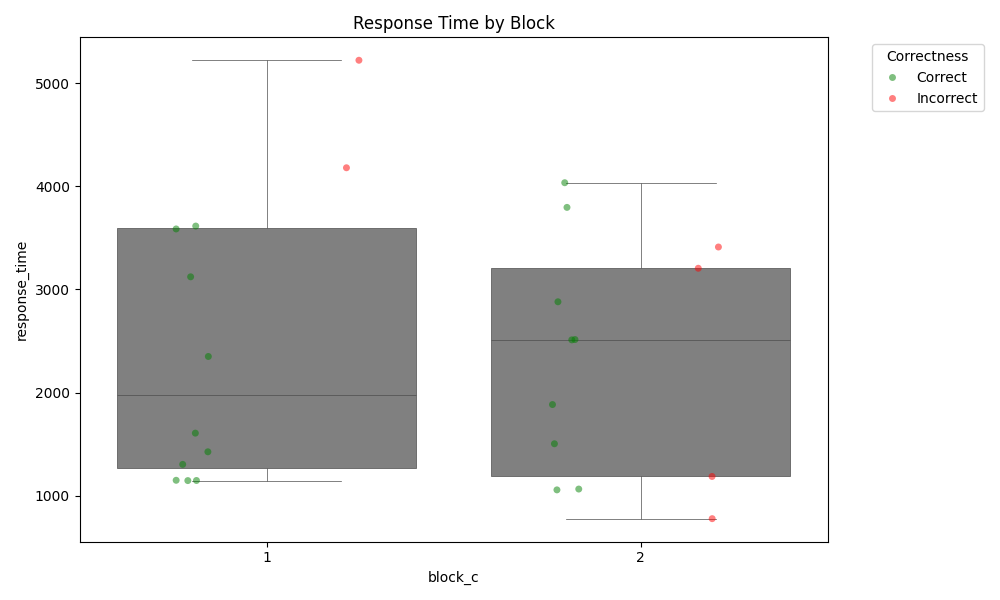 Response Time by Block
Correctness
Correct
Incorrect
response_time
5000
4000
3000
2000
1000
1
2
block_c